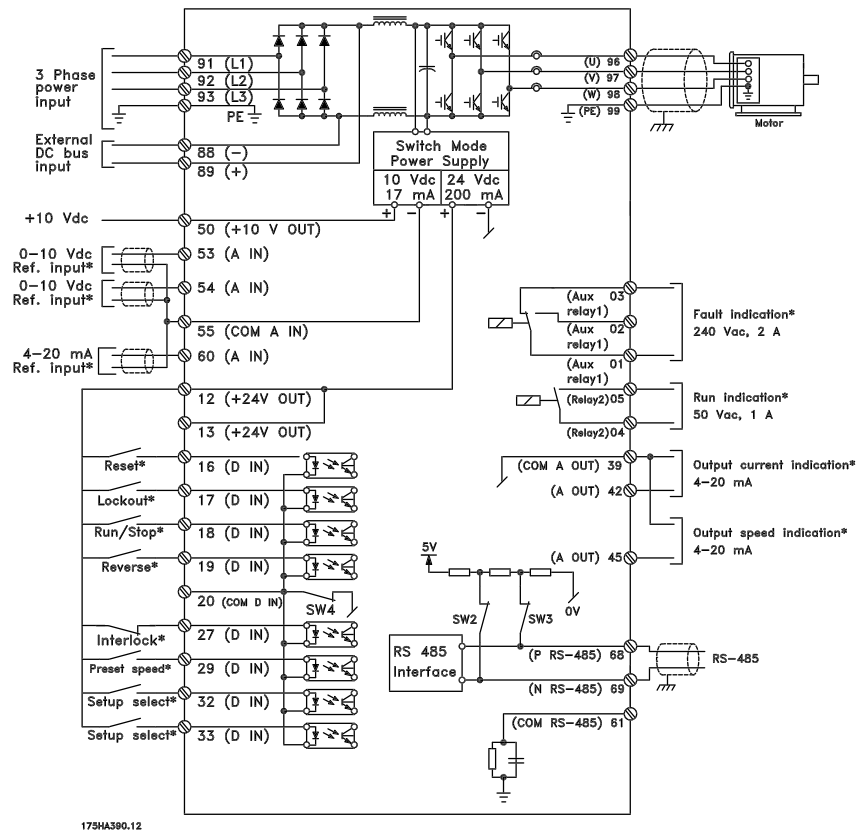 3 Phase
power
input
91 (L1)
92 (L2)
93 (L3)
PE
External
DC bus
input
88 (-)
89 (+)
Switch Mode
Power Supply
10 Vdc
17 mA
24 Vdc
200 mA
+ - + -
(U) 96
(V) 97
(W) 98
(PE) 99
Motor
+10 Vdc
50 (+10 V OUT)
0-10 Vdc
Ref. input*
53 (A IN)
0-10 Vdc
Ref. input*
54 (A IN)
55 (COM A IN)
4-20 mA
Ref. input*
60 (A IN)
12 (+24V OUT)
13 (+24V OUT)
Reset*
16 (D IN)
Lockout*
17 (D IN)
Run/Stop*
18 (D IN)
Reverse*
19 (D IN)
20 (COM D IN)
SW4
Interlock*
27 (D IN)
Preset speed*
29 (D IN)
Setup select*
32 (D IN)
Setup select*
33 (D IN)
(Aux 03
relay1)
(Aux 02
relay1)
(Aux 01
relay1)
Fault indication*
240 Vac, 2 A
(Relay2)05
(Relay2)04
Run indication*
50 Vac, 1 A
(COM A OUT) 39
(A OUT) 42
Output current indication*
4-20 mA
(A OUT) 45
Output speed indication*
4-20 mA
5V
0V
SW2
SW3
RS 485
Interface
(P RS-485) 68
(N RS-485) 69
RS-485
(COM RS-485) 61
175HA390.12